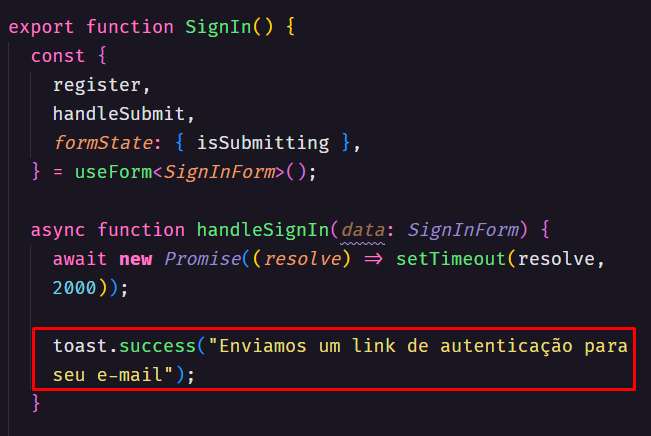 export function SignIn() {
const {
register,
handleSubmit,
formState: { isSubmitting },
} = useForm<SignInForm>();
async function handleSignIn(data: SignInForm) {
await new Promise((resolve) => setTimeout(resolve,
2000));
toast.success("Enviamos um link de autenticação para
seu e-mail");
}